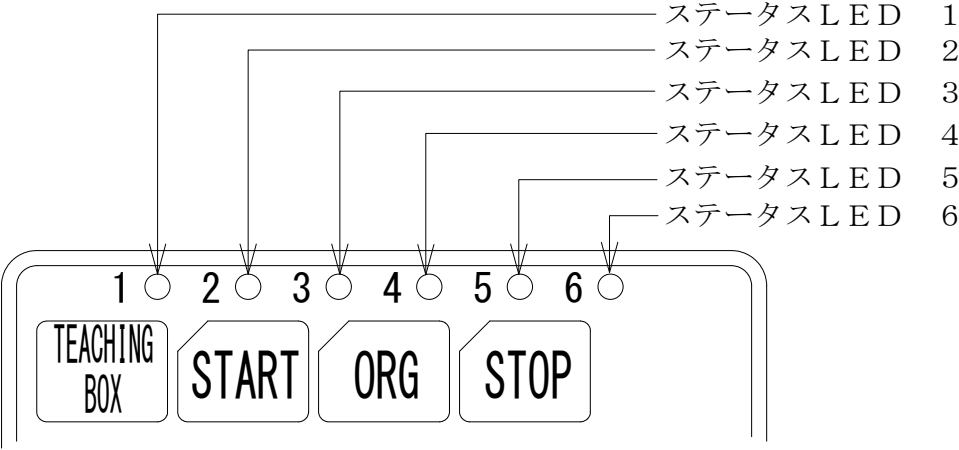 ステータスＬＥＤ　１
ステータスＬＥＤ　２
ステータスＬＥＤ　３
ステータスＬＥＤ　４
ステータスＬＥＤ　５
ステータスＬＥＤ　６
1 2 3 4 5 6
TEACHING
BOX
START
ORG
STOP